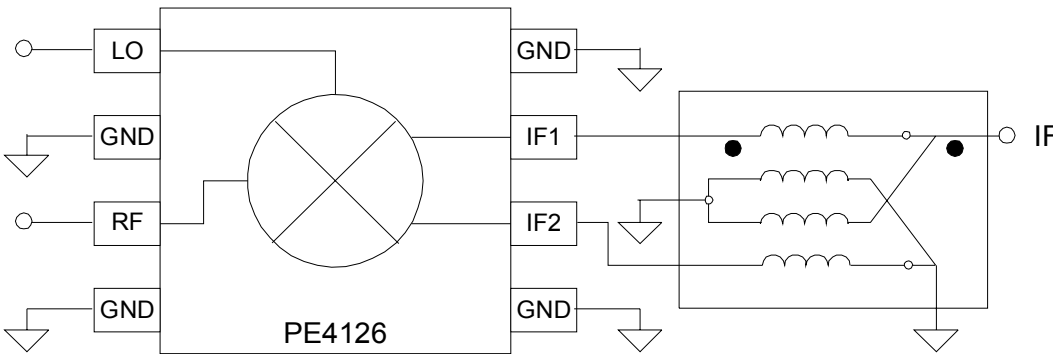 LO
GND
RF
GND
GND
IF1
IF2
GND
IF
PE4126